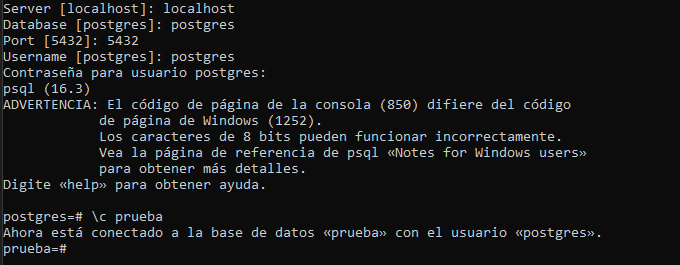 Server [localhost]: localhost
Database [postgres]: postgres
Port [5432]: 5432
Username [postgres]: postgres
Contraseña para usuario postgres:
psql (16.3)
ADVERTENCIA: El código de página de la consola (850) difiere del código
            de página de Windows (1252).
            Los caracteres de 8 bits pueden funcionar incorrectamente.
            Vea la página de referencia de psql «Notes for Windows users»
            para obtener más detalles.
Digite «help» para obtener ayuda.

postgres=# \c prueba
Ahora está conectado a la base de datos «prueba» con el usuario «postgres».
prueba=#